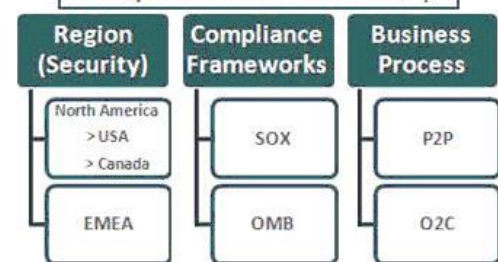 Region
(Security)
Compliance
Frameworks
Business
Process
North America
> USA
> Canada
SOX
P2P
EMEA
OMB
O2C